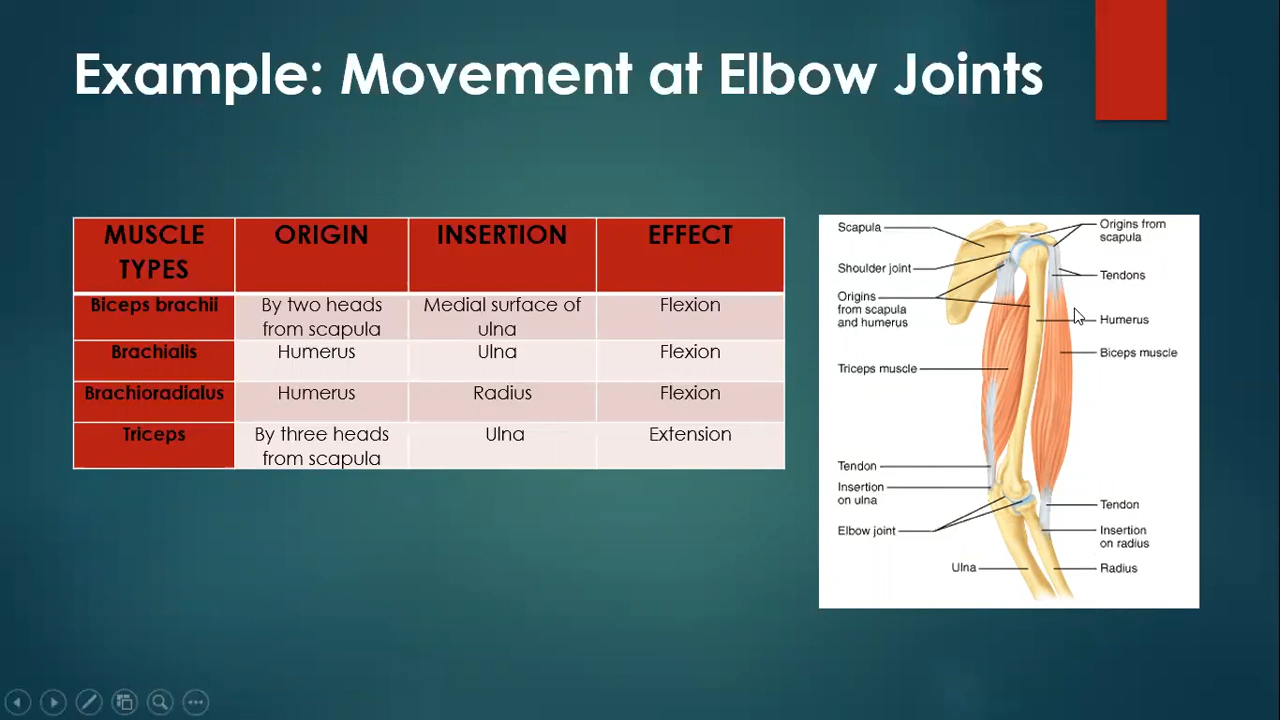 Example: Movement at Elbow Joints
MUSCLE
TYPES
ORIGIN
INSERTION
EFFECT
Biceps brachii
By two heads
from scapula
Medial surface of
ulna
Flexion
Brachialis
Humerus
Ulna
Flexion
Brachioradialus
Humerus
Radius
Flexion
Triceps
By three heads
from scapula
Ulna
Extension
Scapula
Shoulder joint
Origins
from scapula
and humerus
Triceps muscle
Tendon
Insertion
on ulna
Elbow joint
Ulna
Origins from
scapula
Tendons
Humerus
Biceps muscle
Tendon
Insertion
on radius
Radius